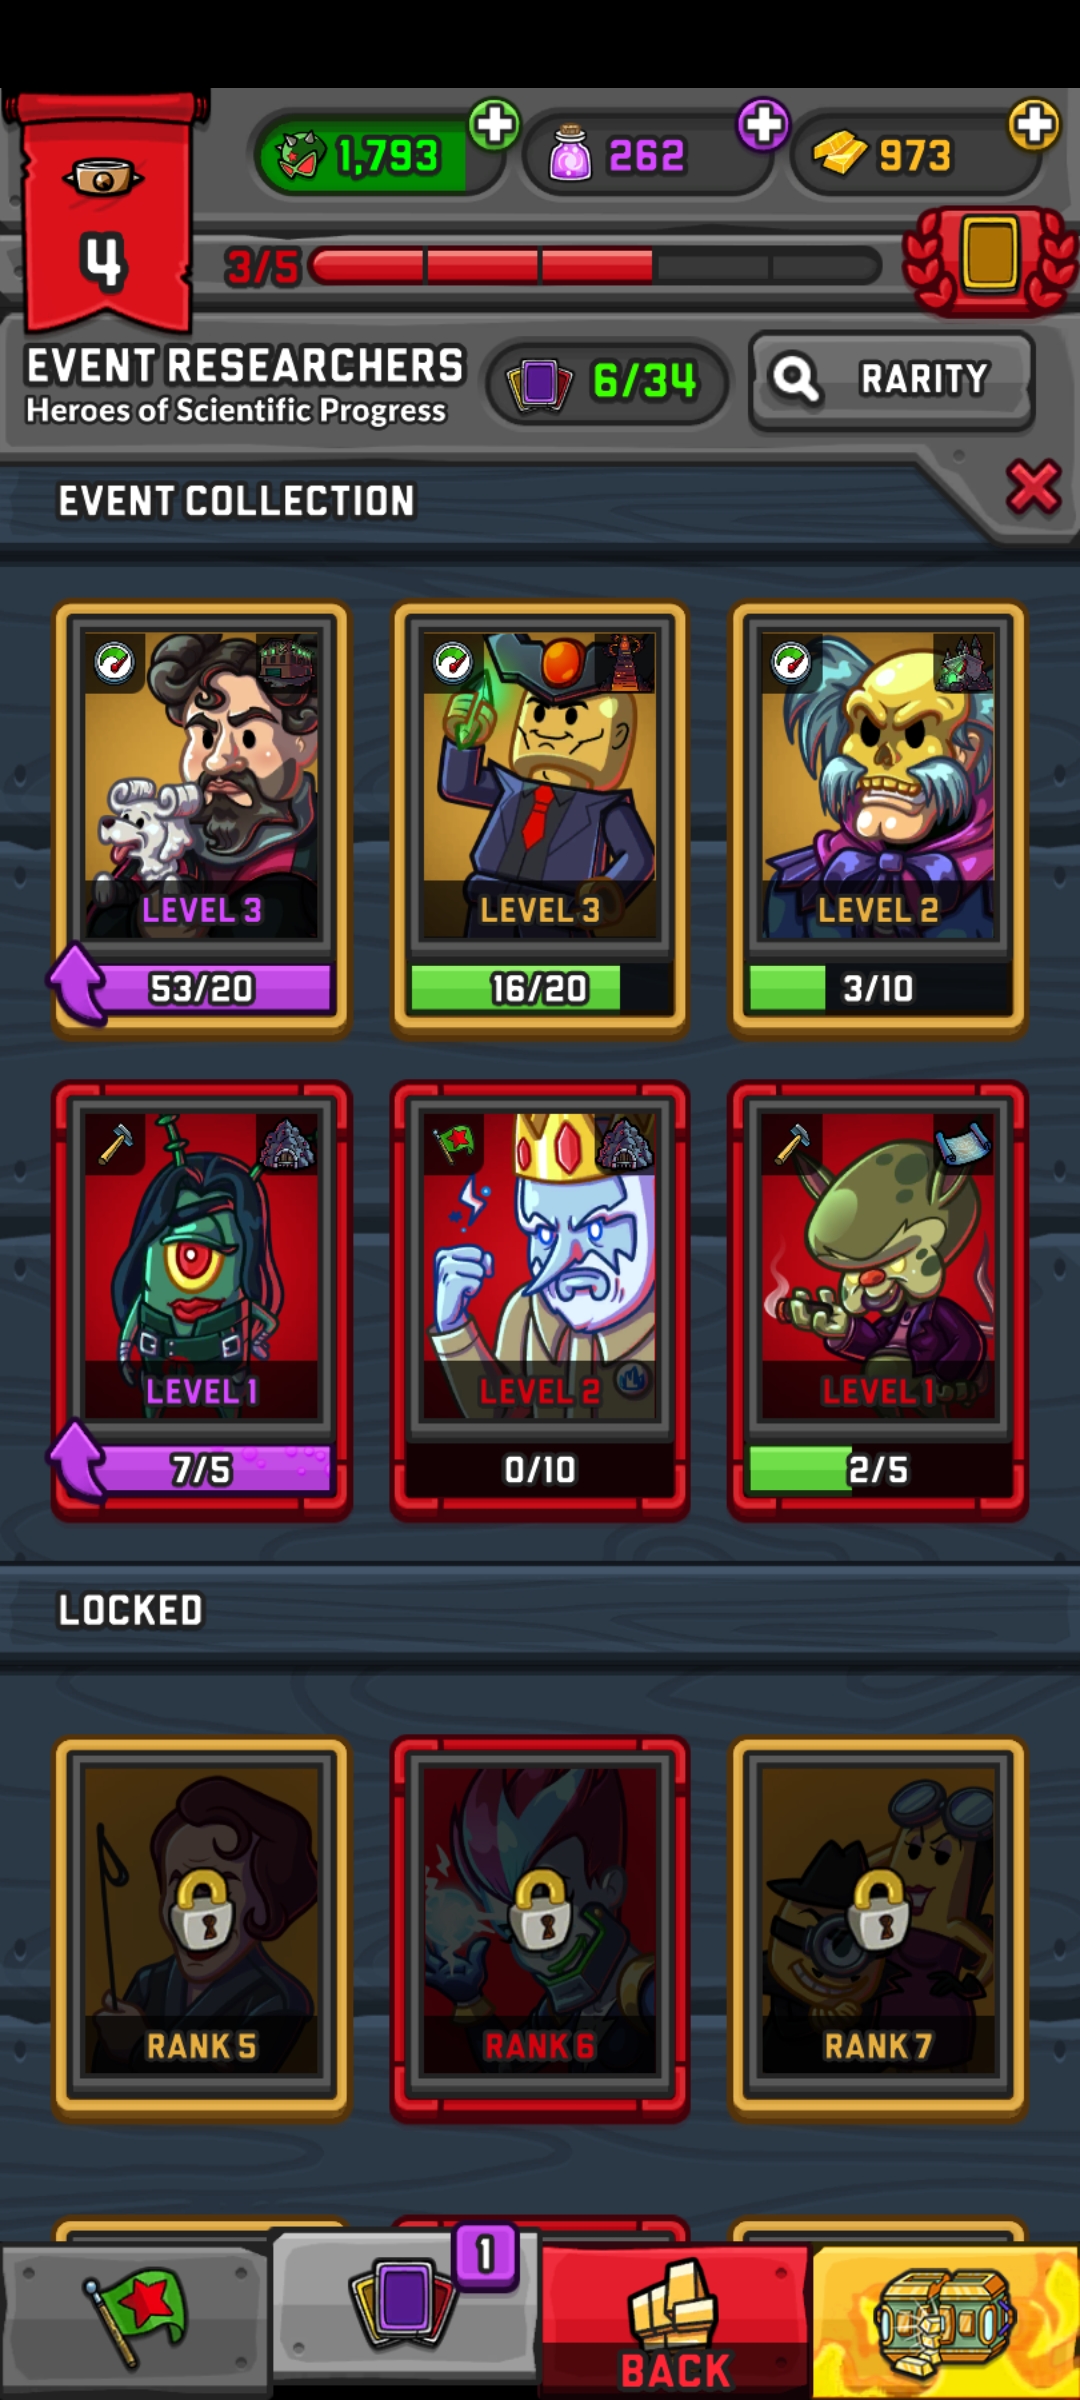 1,793
262
973
4
3/5
EVENT RESEARCHERS
Heroes of Scientific Progress
6/34
RARITY
EVENT COLLECTION
LEVEL 3
LEVEL 3
LEVEL 2
53/20
16/20
3/10
LEVEL 1
LEVEL 2
LEVEL 1
7/5
0/10
2/5
LOCKED
RANK 5
RANK 6
RANK 7
1
BACK